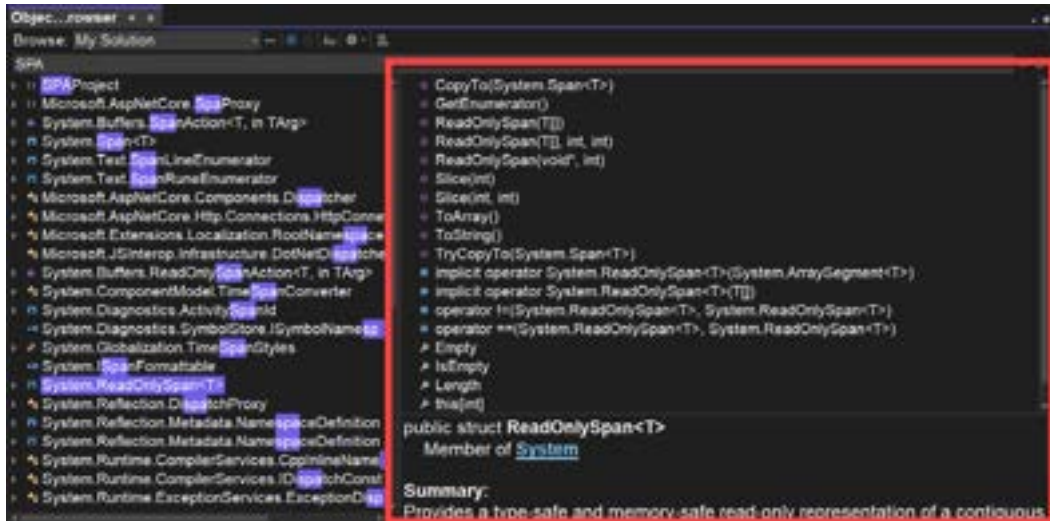 Objec...rowser
Browse: My Solution
SPA
SPAProject
Microsoft.AspNetCore.SpaProxy
System.Buffers.SpanAction<T, in TArg>
System.Span<T>
System.Text.SpanLineEnumerator
System.Text.SpanRuneEnumerator
Microsoft.AspNetCore.Components.Dispatcher
Microsoft.AspNetCore.Http.Connections.HttpConne
Microsoft.Extensions.Localization.RootNamespace
Microsoft.JSInterop.Infrastructure.DotNetDispatche
System.Buffers.ReadOnlySpanAction<T, in TArg>
System.ComponentModel.TimeSpanConverter
System.Diagnostics.ActivitySpanId
System.Diagnostics.SymbolStore.ISymbolNamesp
System.Globalization.TimeSpanStyles
System.ISpanFormattable
System.ReadOnlySpan<T>
System.Reflection.DispatchProxy
System.Reflection.Metadata.NamespaceDefinition
System.Reflection.Metadata.NamespaceDefinition
System.Runtime.CompilerServices.CppInlineName
System.Runtime.CompilerServices.IDispatchConst
System.Runtime.ExceptionServices.ExceptionDisp
CopyTo(System.Span<T>)
GetEnumerator()
ReadOnlySpan(T[])
ReadOnlySpan(T[], int, int)
ReadOnlySpan(void*, int)
Slice(int)
Slice(int, int)
ToArray()
ToString()
TryCopyTo(System.Span<T>)
implicit operator System.ReadOnlySpan<T>(System.ArraySegment<T>)
implicit operator System.ReadOnlySpan<T>(T[])
operator !=(System.ReadOnlySpan<T>, System.ReadOnlySpan<T>)
operator ==(System.ReadOnlySpan<T>, System.ReadOnlySpan<T>)
Empty
IsEmpty
Length
this[int]
public struct ReadOnlySpan<T>
Member of System
Summary:
Provides a type-safe and memory-safe read-only representation of a contiguous